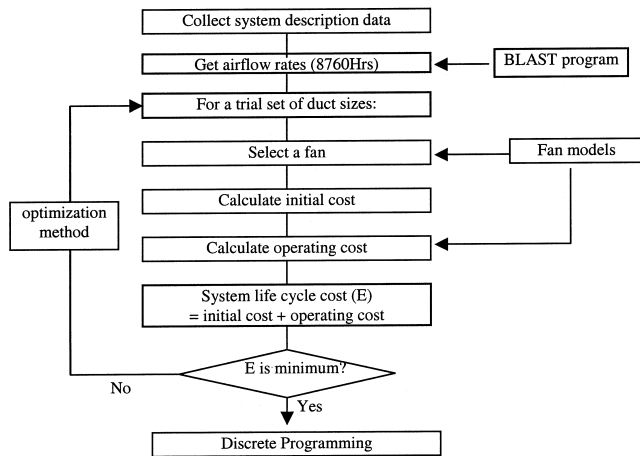 Collect system description data
Get airflow rates (8760Hrs)
BLAST program
For a trial set of duct sizes:
Select a fan
Fan models
Calculate initial cost
optimization
method
Calculate operating cost
System life cycle cost (E)
= initial cost + operating cost
E is minimum?
No
Yes
Discrete Programming